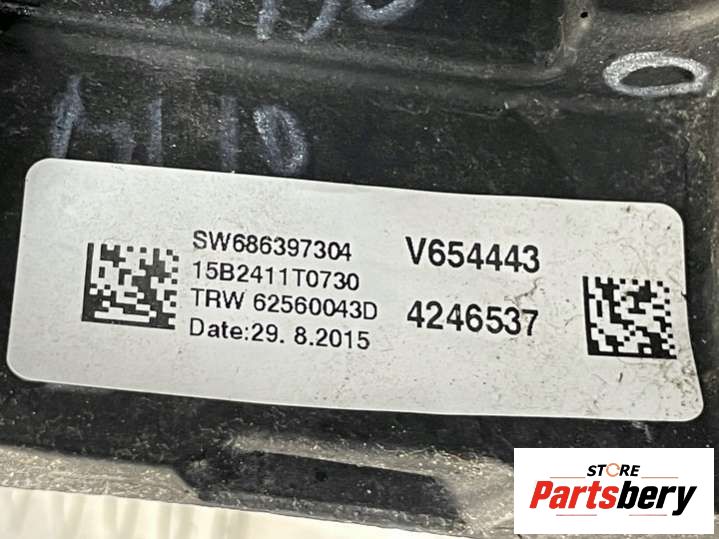 SW686397304
15B2411T0730
TRW 62560043D
Date:29. 8.2015
V654443
4246537
STORE
Partsbery